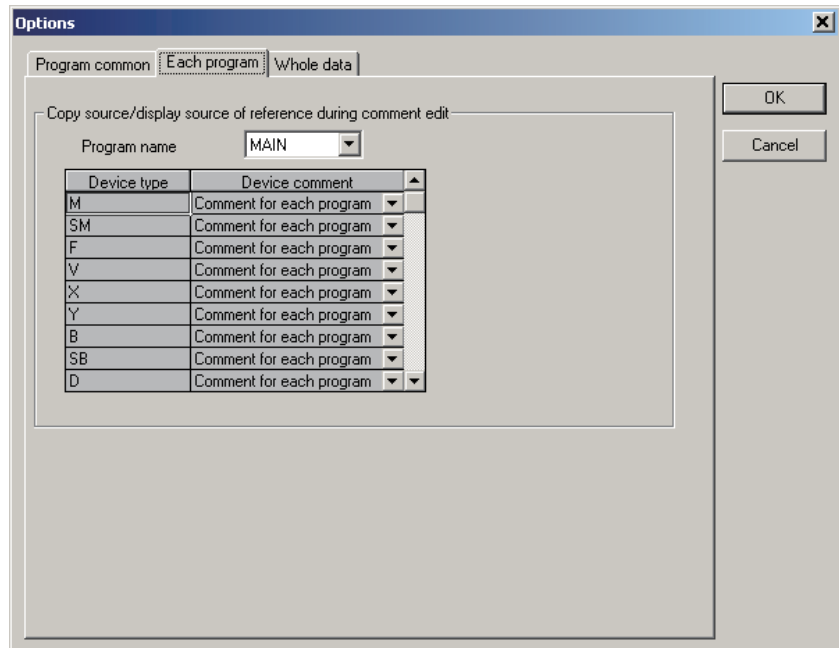 Options
Program common Each program Whole data
OK
Cancel
Copy source/display source of reference during comment edit
Program name MAIN
Device type Device comment
M Comment for each program
SM Comment for each program
F Comment for each program
V Comment for each program
X Comment for each program
Y Comment for each program
B Comment for each program
SB Comment for each program
D Comment for each program